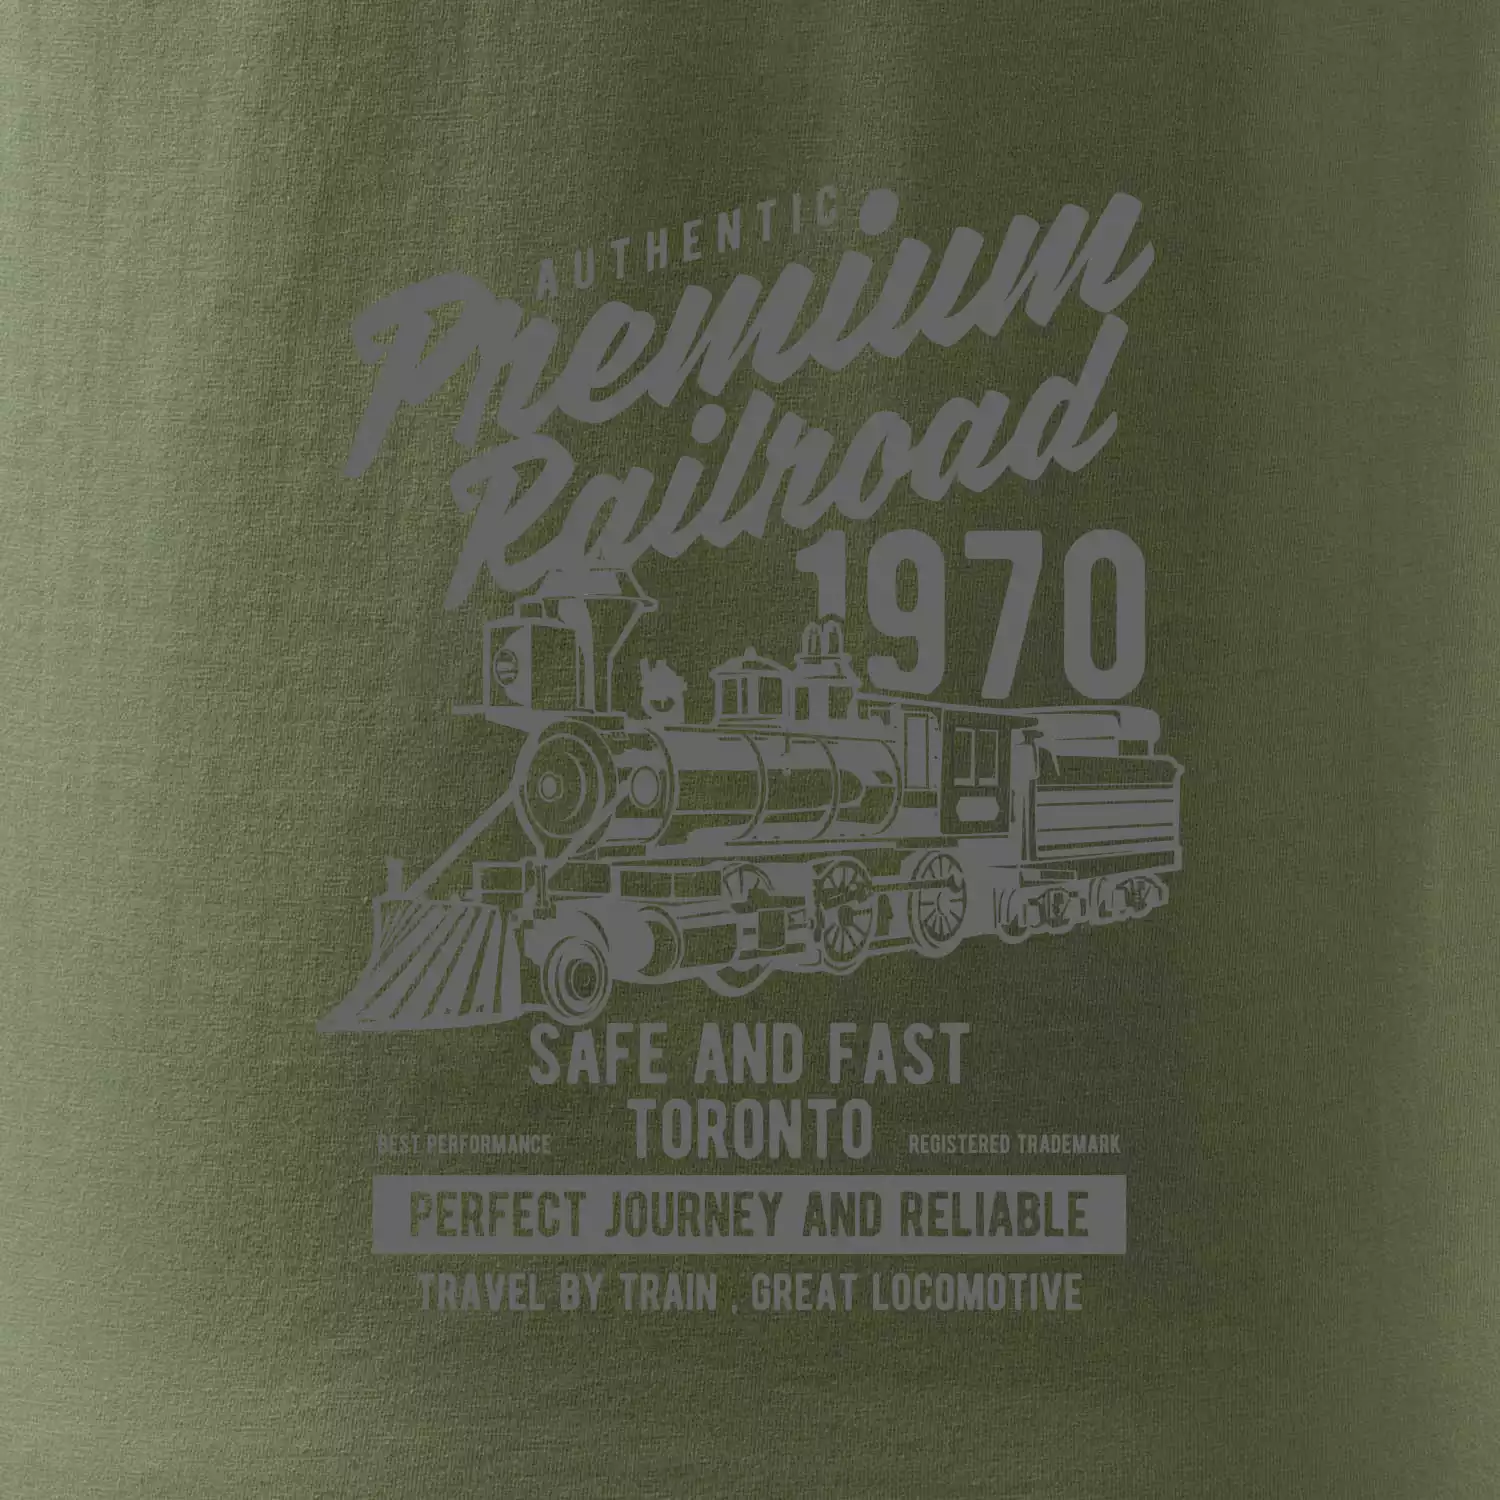 AUTHENTIC
Premium
Railroad
1970
SAFE AND FAST
TORONTO
BEST PERFORMANCE
REGISTERED TRADEMARK
PERFECT JOURNEY AND RELIABLE
TRAVEL BY TRAIN , GREAT LOCOMOTIVE